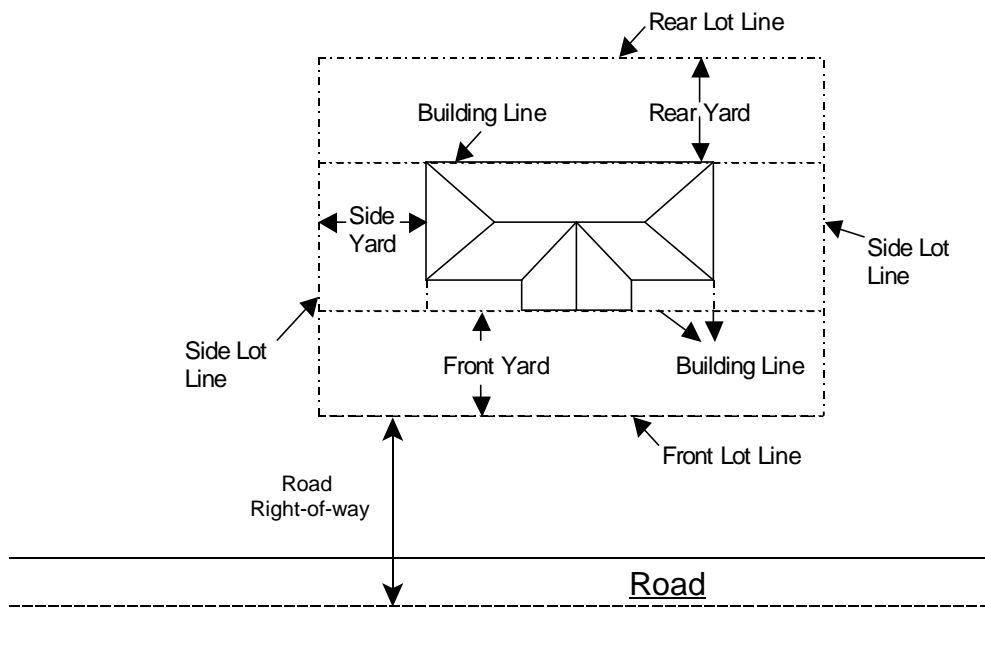 Rear Lot Line
Building Line
Rear Yard
Side
Yard
Side Lot
Line
Side Lot
Line
Front Yard
Building Line
Front Lot Line
Road
Right-of-way
Road